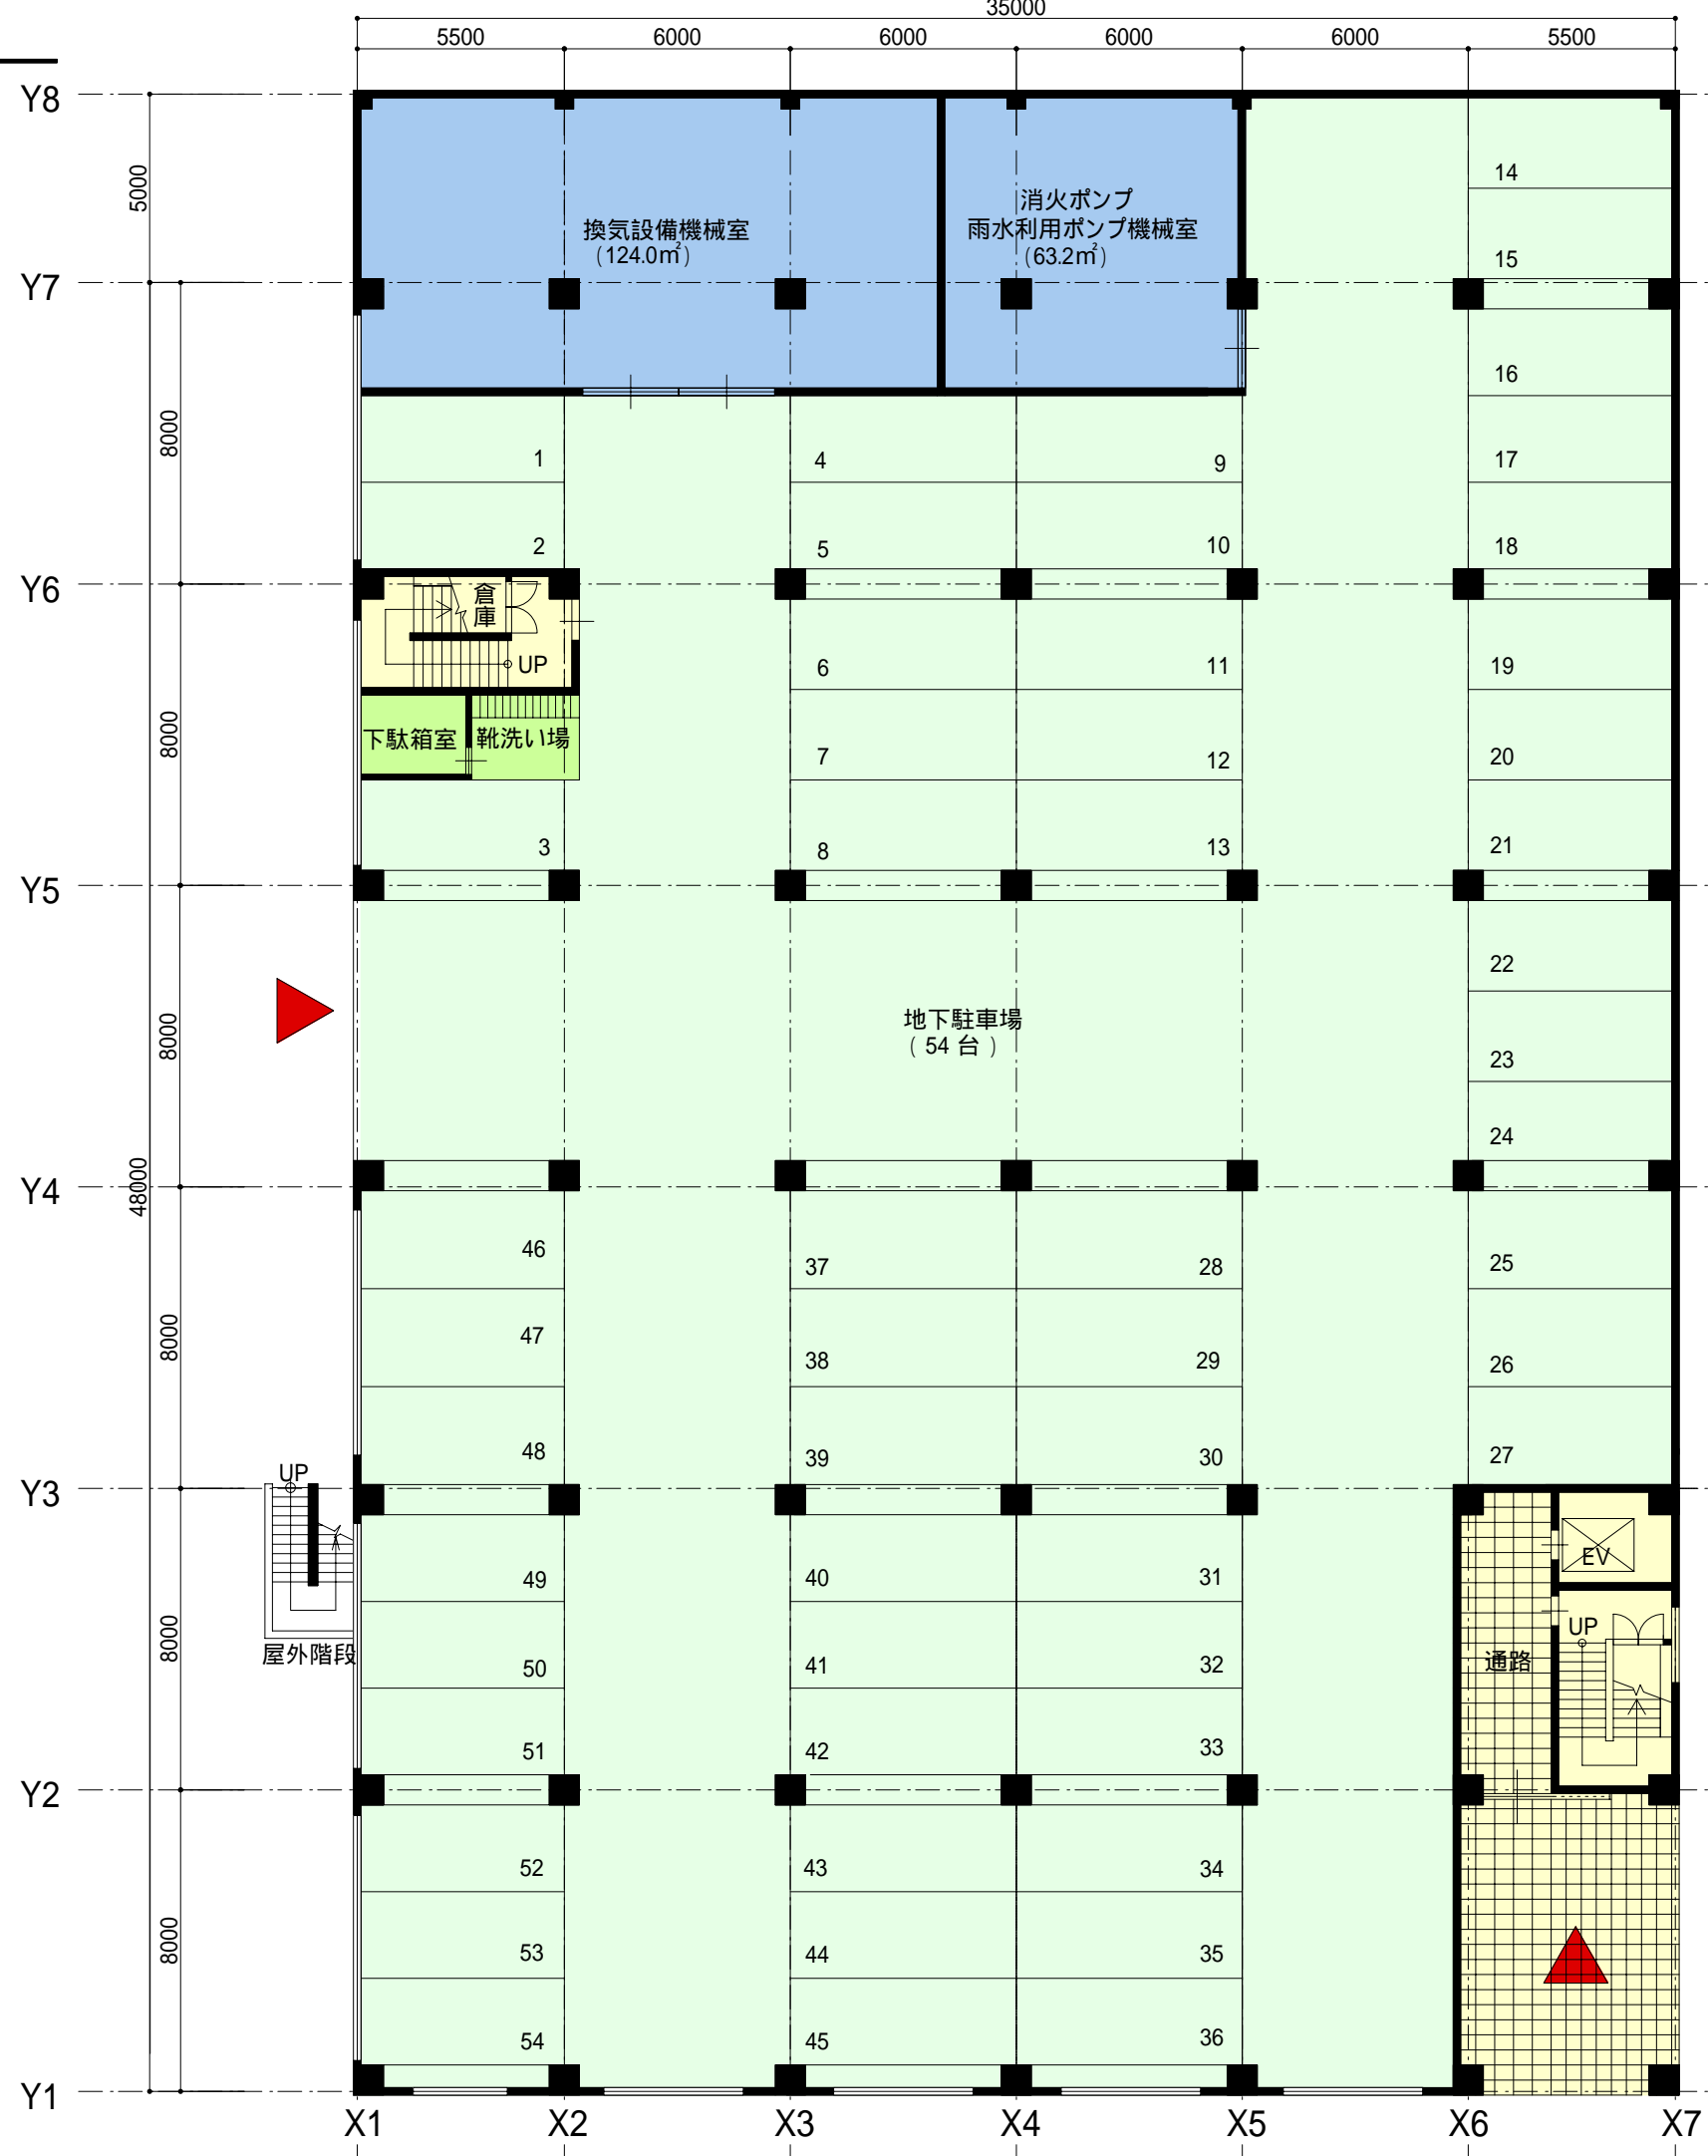 35000
5500 6000 6000 6000 6000 5500
Y8
5000
14
消火ポンプ
換気設備機械室 雨水利用ポンプ機械室
(124.0㎡) (63.2㎡)
15
Y7
16
8000
1 4 9 17
2 5 10 18
Y6
倉庫
UP 6 11 19
8000
下駄箱室 靴洗い場 7 12 20
3 8 13 21
Y5
22
地下駐車場
( 54 台 )
8000
23
24
48000
Y4
46 37 28 25
8000
47 38 29 26
48 39 30 27
UP
Y3
EV
49 40 31
UP
8000
屋外階段 50 41 32 通路
51 42 33
Y2
52 43 34
8000
53 44 35
54 45 36
Y1
X1 X2 X3 X4 X5 X6 X7